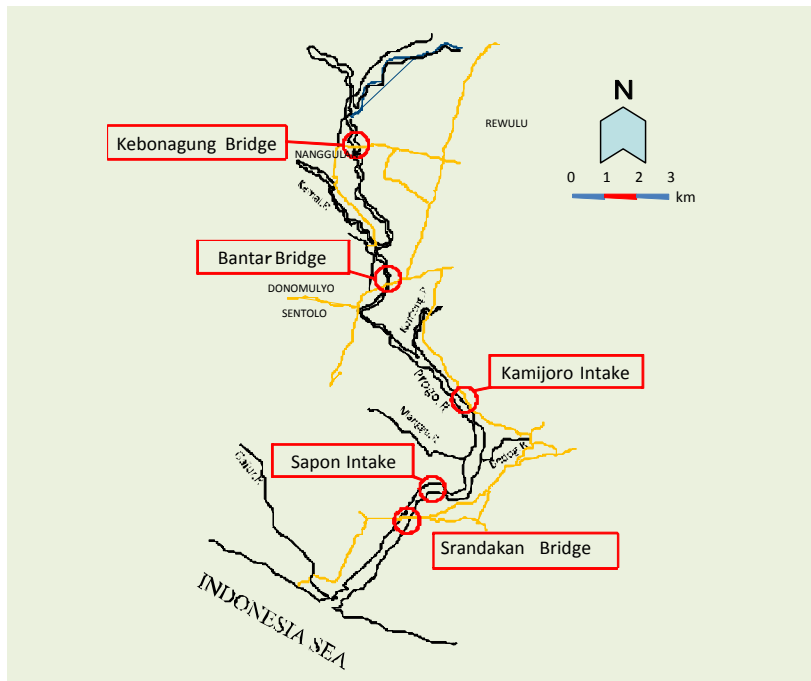 N
REWULU
Kebonagung Bridge
NANGGULA
0 1 2 3
km
Bantar Bridge
DONOMULYO
SENTOLO
Kamijoro Intake
Progo.R
Sapon Intake
Srandakan Bridge
INDONESIA SEA